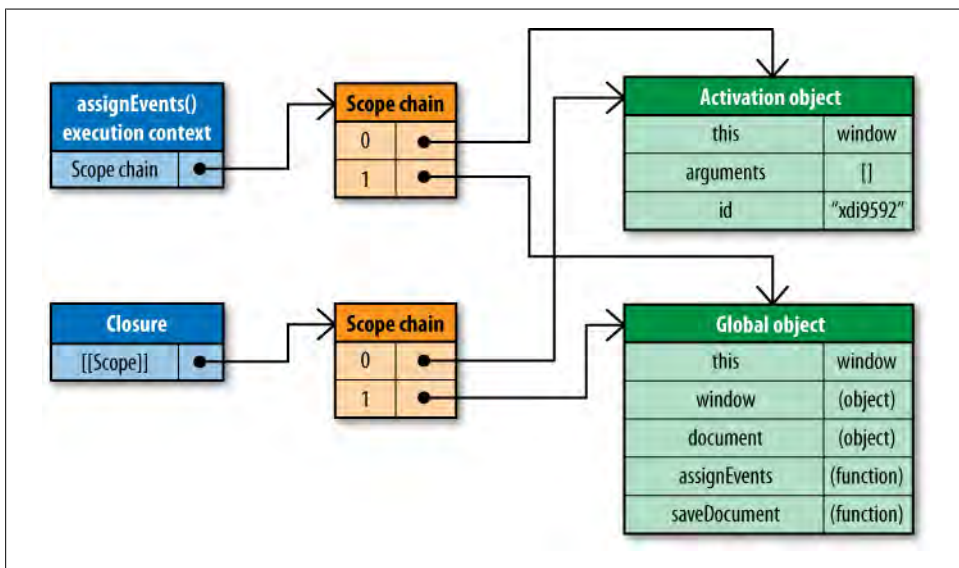 assignEvents()
execution context
Scope chain
Scope chain
0
1
Activation object
this window
arguments []
id “xdi9592”
Closure
[[Scope]]
Scope chain
0
1
Global object
this window
window (object)
document (object)
assignEvents (function)
saveDocument (function)